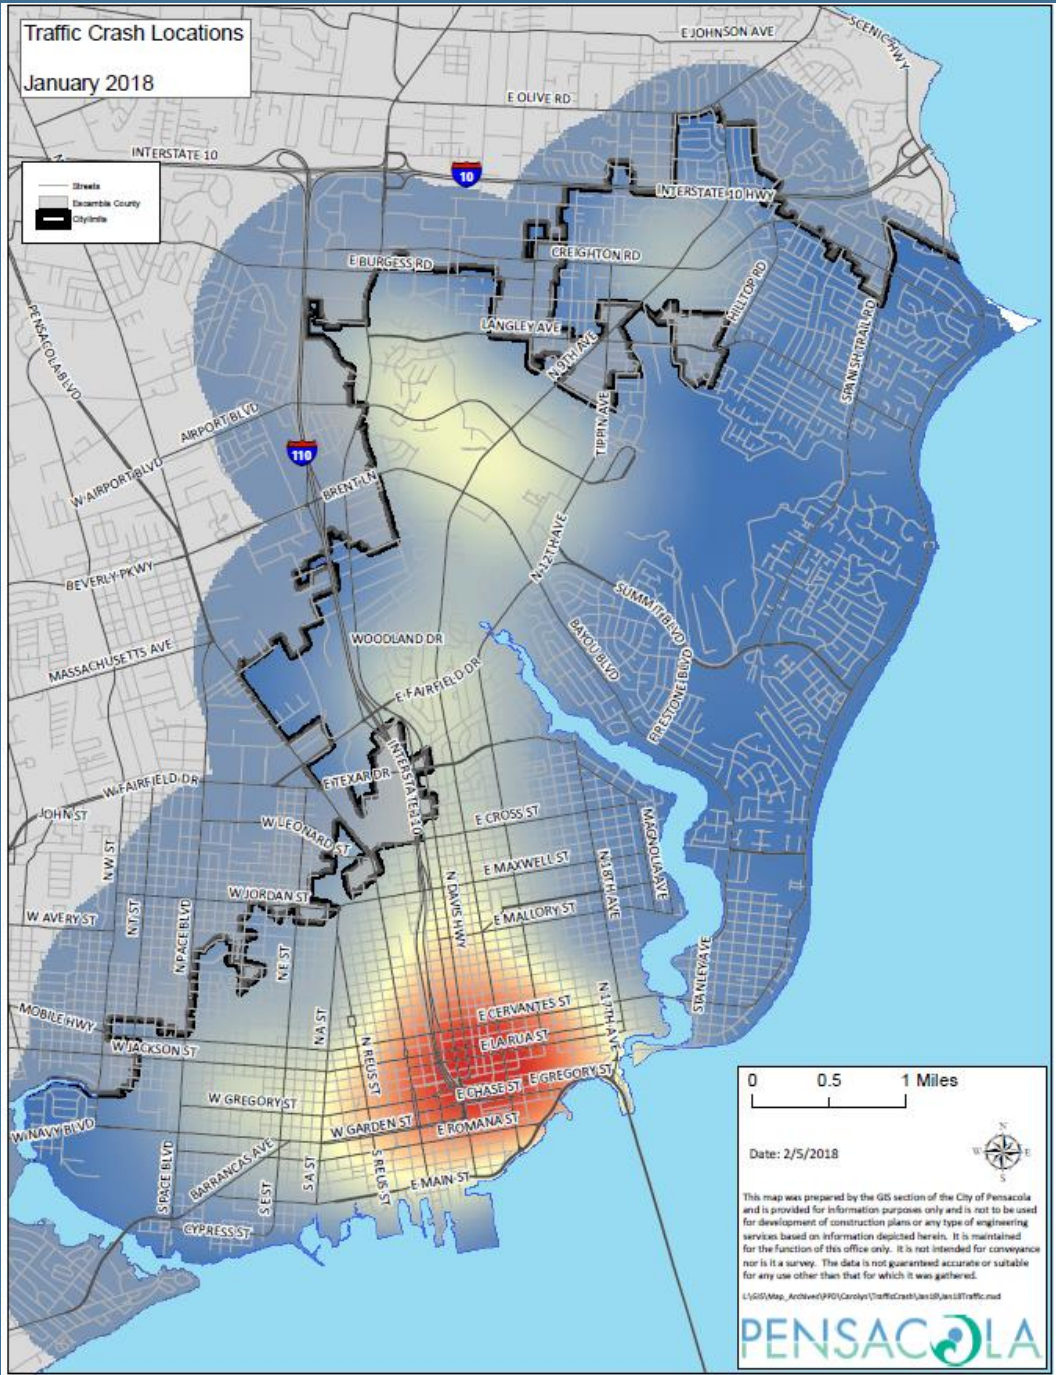 Traffic Crash Locations
January 2018
E JOHNSON AVE
SCENIC HWY
E OLIVE RD
INTERSTATE 10
10
INTERSTATE 10 HWY
Streets
Escambia County
Citylimits
E BURGESS RD
CREIGHTON RD
HILLTOP RD
PENSACOLA BLVD
LANGLEY AVE
N 9TH AVE
SPANISH TRAIL RD
TIPPIN AVE
AIRPORT BLVD
110
W AIRPORT BLVD
BRENT LN
N 12TH AVE
BEVERLY PKWY
SUMMIT BLVD
BAYOU BLVD
WOODLAND DR
MASSACHUSETTS AVE
E FAIRFIELD DR
FIRESTONE BLVD
INTERSTATE 110
E TEXAR DR
W FAIRFIELD DR
JOHN ST
W LEONARD ST
E CROSS ST
MAGNOLIA AVE
N W ST
E MAXWELL ST
N 18TH AVE
N DAVIS HWY
W JORDAN ST
E MALLORY ST
W AVERY ST
N T ST
N PACE BLVD
N E ST
STANLEY AVE
N 17TH AVE
E CERVANTES ST
MOBILE HWY
N A ST
E LA RUA ST
W JACKSON ST
N REUS ST
E GREGORY ST
E CHASE ST
W GREGORY ST
W GARDEN ST
E ROMANA ST
W NAVY BLVD
BARRANCAS AVE
S PACE BLVD
S E ST
S A ST
S REUS ST
E MAIN ST
CYPRESS ST
0 0.5 1 Miles
N
W E
S
Date: 2/5/2018
This map was prepared by the GIS section of the City of Pensacola
and is provided for information purposes only and is not to be used
for development of construction plans or any type of engineering
services based on information depicted herein. It is maintained
for the function of this office only. It is not intended for conveyance
nor is it a survey. The data is not guaranteed accurate or suitable
for any use other than that for which it was gathered.
L:\GIS\Map_Archives\PPD\Carolyn\TrafficCrash\Jan18\Jan18Traffic.mxd
PENSACOLA